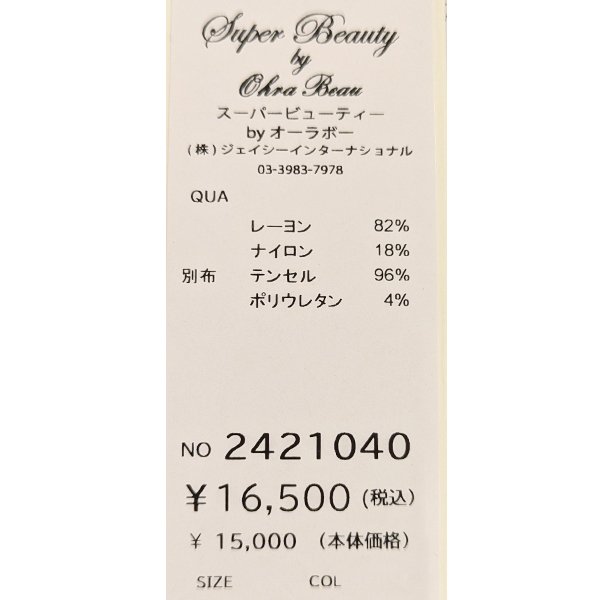 Super Beauty
by
Ohra Beau
スーパービューティー
by オーラボー
(株)ジェイシーインターナショナル
03-3983-7978
QUA
レーヨン 82%
ナイロン 18%
別布 テンセル 96%
ポリウレタン 4%
NO 2421040
¥16,500(税込)
¥ 15,000 (本体価格)
SIZE COL